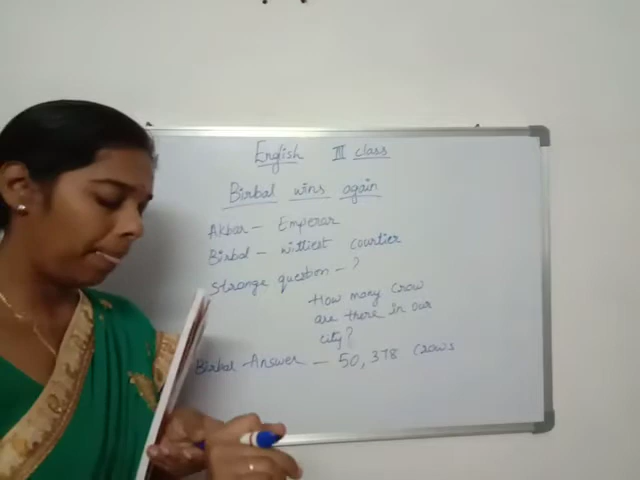 English III class
Birbal wins again
Akbar - Emperar
Birbal - wittiest courtier
Strange question - ?
How many crow
are there in our
city?
Birbal - Answer - 50,378 crows